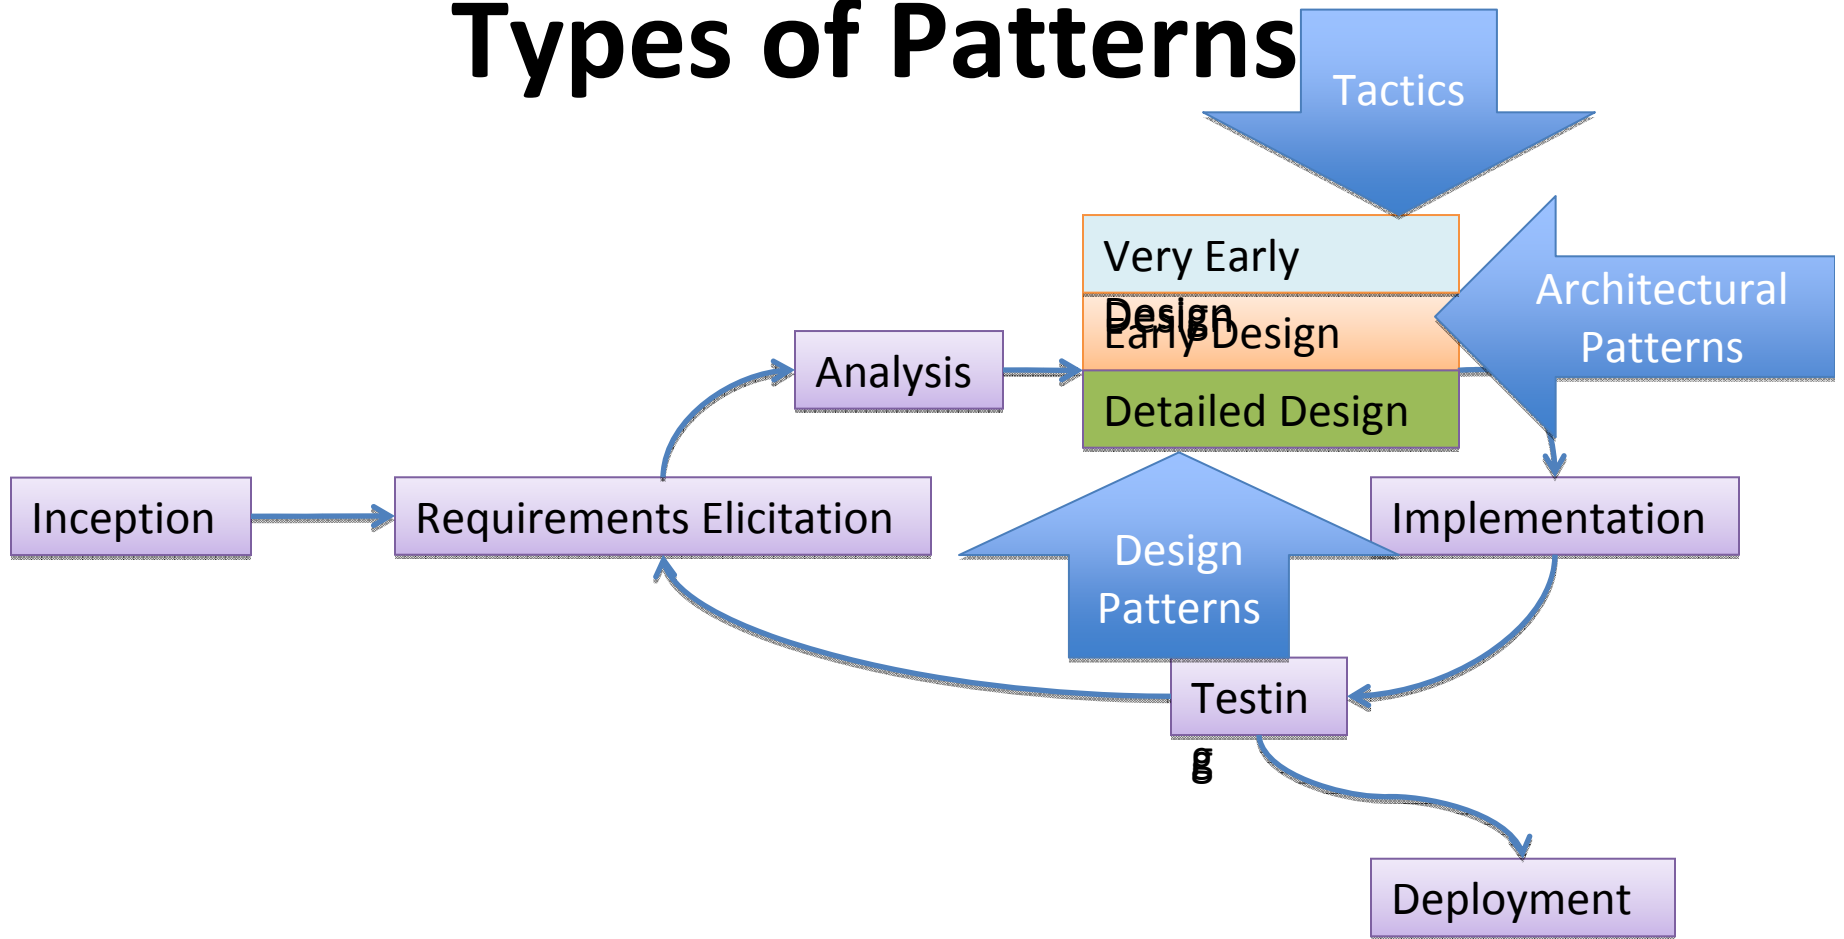 Types of Patterns
Tactics
Very Early
Design
Early Design
Detailed Design
Architectural
Patterns
Analysis
Inception
Requirements Elicitation
Design
Patterns
Implementation
Testin
g
Deployment